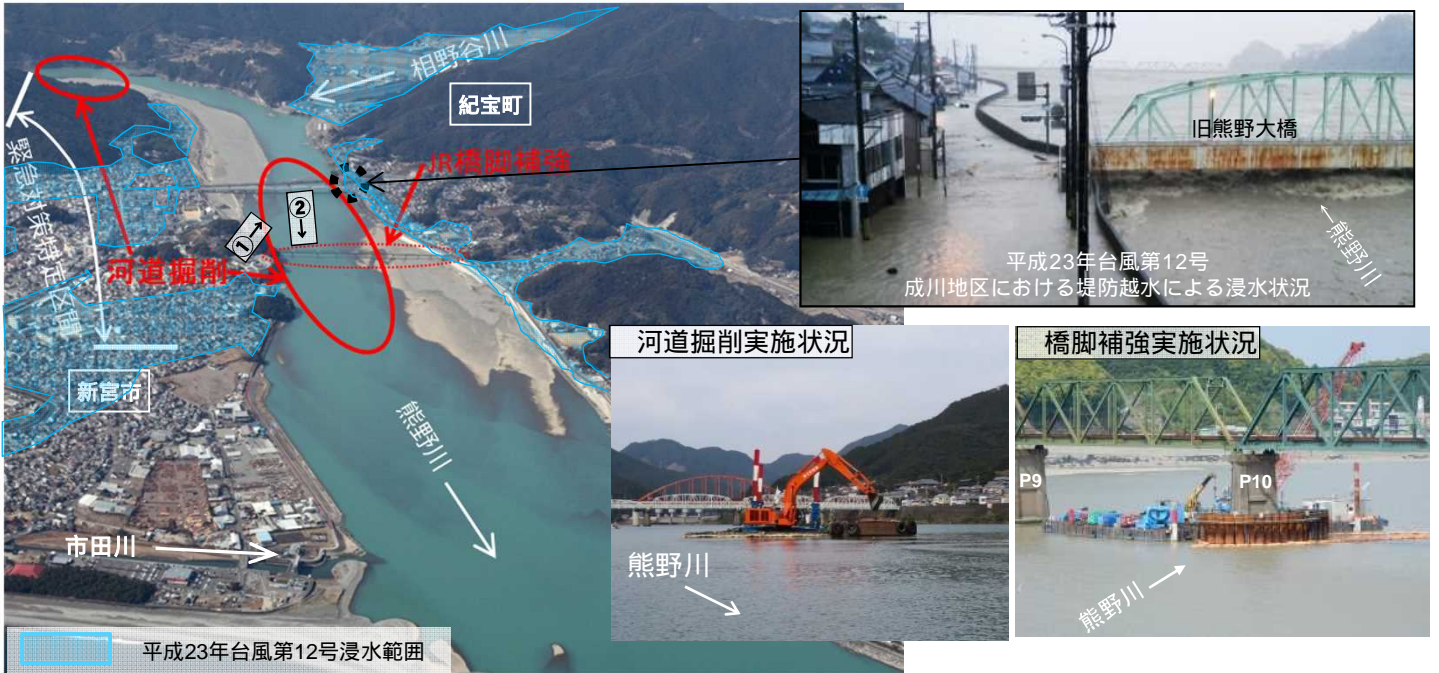 相野谷川
紀宝町
JR橋脚補強
緊急対策特定区間
②
↓
①↑
河道掘削
新宮市
熊野川
市田川
平成23年台風第12号浸水範囲
旧熊野大橋
←熊野川
平成23年台風第12号
成川地区における堤防越水による浸水状況
河道掘削実施状況
熊野川
橋脚補強実施状況
P9
P10
熊野川